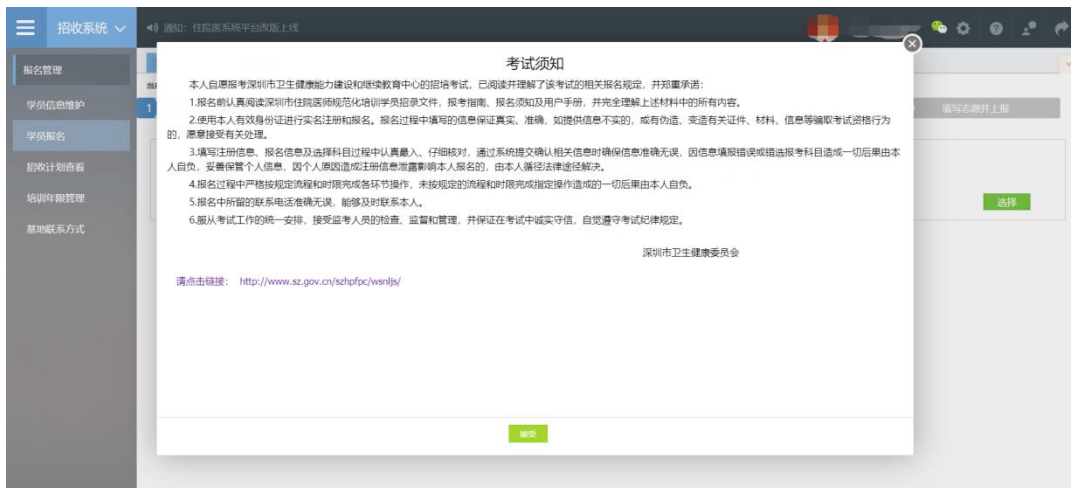 招收系统
通知：住院医系统平台改版上线
报名管理
学员信息维护
学员报名
招收计划查看
培训年限管理
基地联系方式
1
填写志愿并上报
选择
考试须知
本人自愿报考深圳市卫生健康能力建设和继续教育中心的招培考试，已阅读并理解了该考试的相关报名规定，并郑重承诺：
1.报名前认真阅读深圳市住院医师规范化培训学员招录文件，报考指南、报名须知及用户手册，并完全理解上述材料中的所有内容。
2.使用本人有效身份证进行实名注册和报名。报名过程中填写的信息保证真实、准确，如提供信息不实的，或有伪造、变造有关证件、材料、信息等骗取考试资格行为
的，愿意接受有关处理。
3.填写注册信息、报名信息及选择科目过程中认真录入、仔细核对，通过系统提交确认相关信息时确保信息准确无误，因信息填报错误或错选报考科目造成一切后果由本
人自负，妥善保管个人信息，因个人原因造成注册信息泄露影响本人报名的，由本人循径法律途径解决。
4.报名过程中严格按规定流程和时限完成各环节操作，未按规定的流程和时限完成指定操作造成的一切后果由本人自负。
5.报名中所留的联系电话准确无误，能够及时联系本人。
6.服从考试工作的统一安排，接受监考人员的检查、监督和管理，并保证在考试中诚实守信，自觉遵守考试纪律规定。
深圳市卫生健康委员会
请点击链接： http://www.sz.gov.cn/szhpfpc/wsnljs/
接受